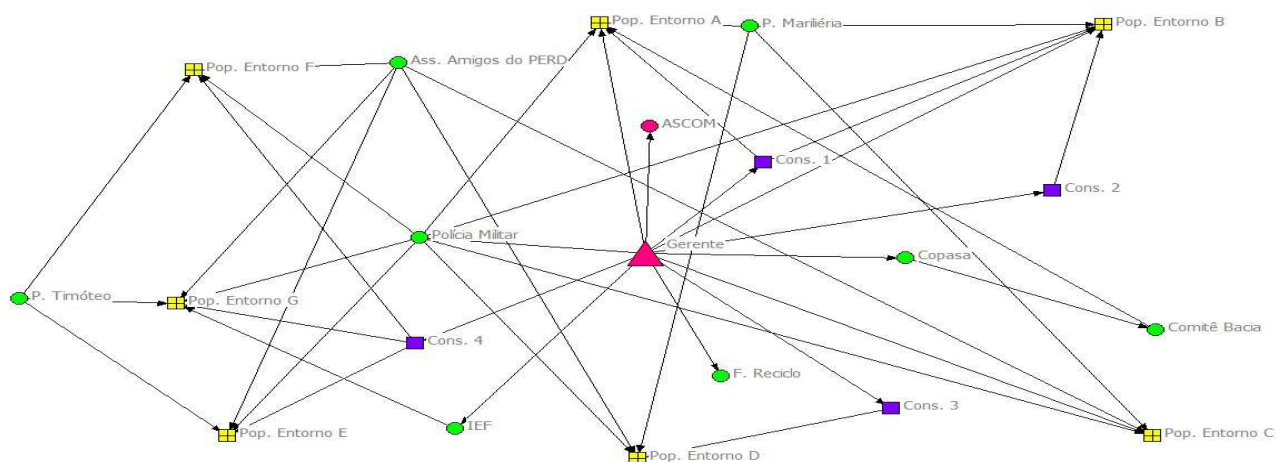 Pop. Entorno A
P. Mariliéria
Pop. Entorno B
Ass. Amigos do PERD
Pop. Entorno F
ASCOM
Cons. 1
Cons. 2
Polícia Militar
Gerente
Copasa
P. Timóteo
Pop. Entorno G
Comitê Bacia
Cons. 4
F. Reciclo
Cons. 3
IEF
Pop. Entorno E
Pop. Entorno C
Pop. Entorno D